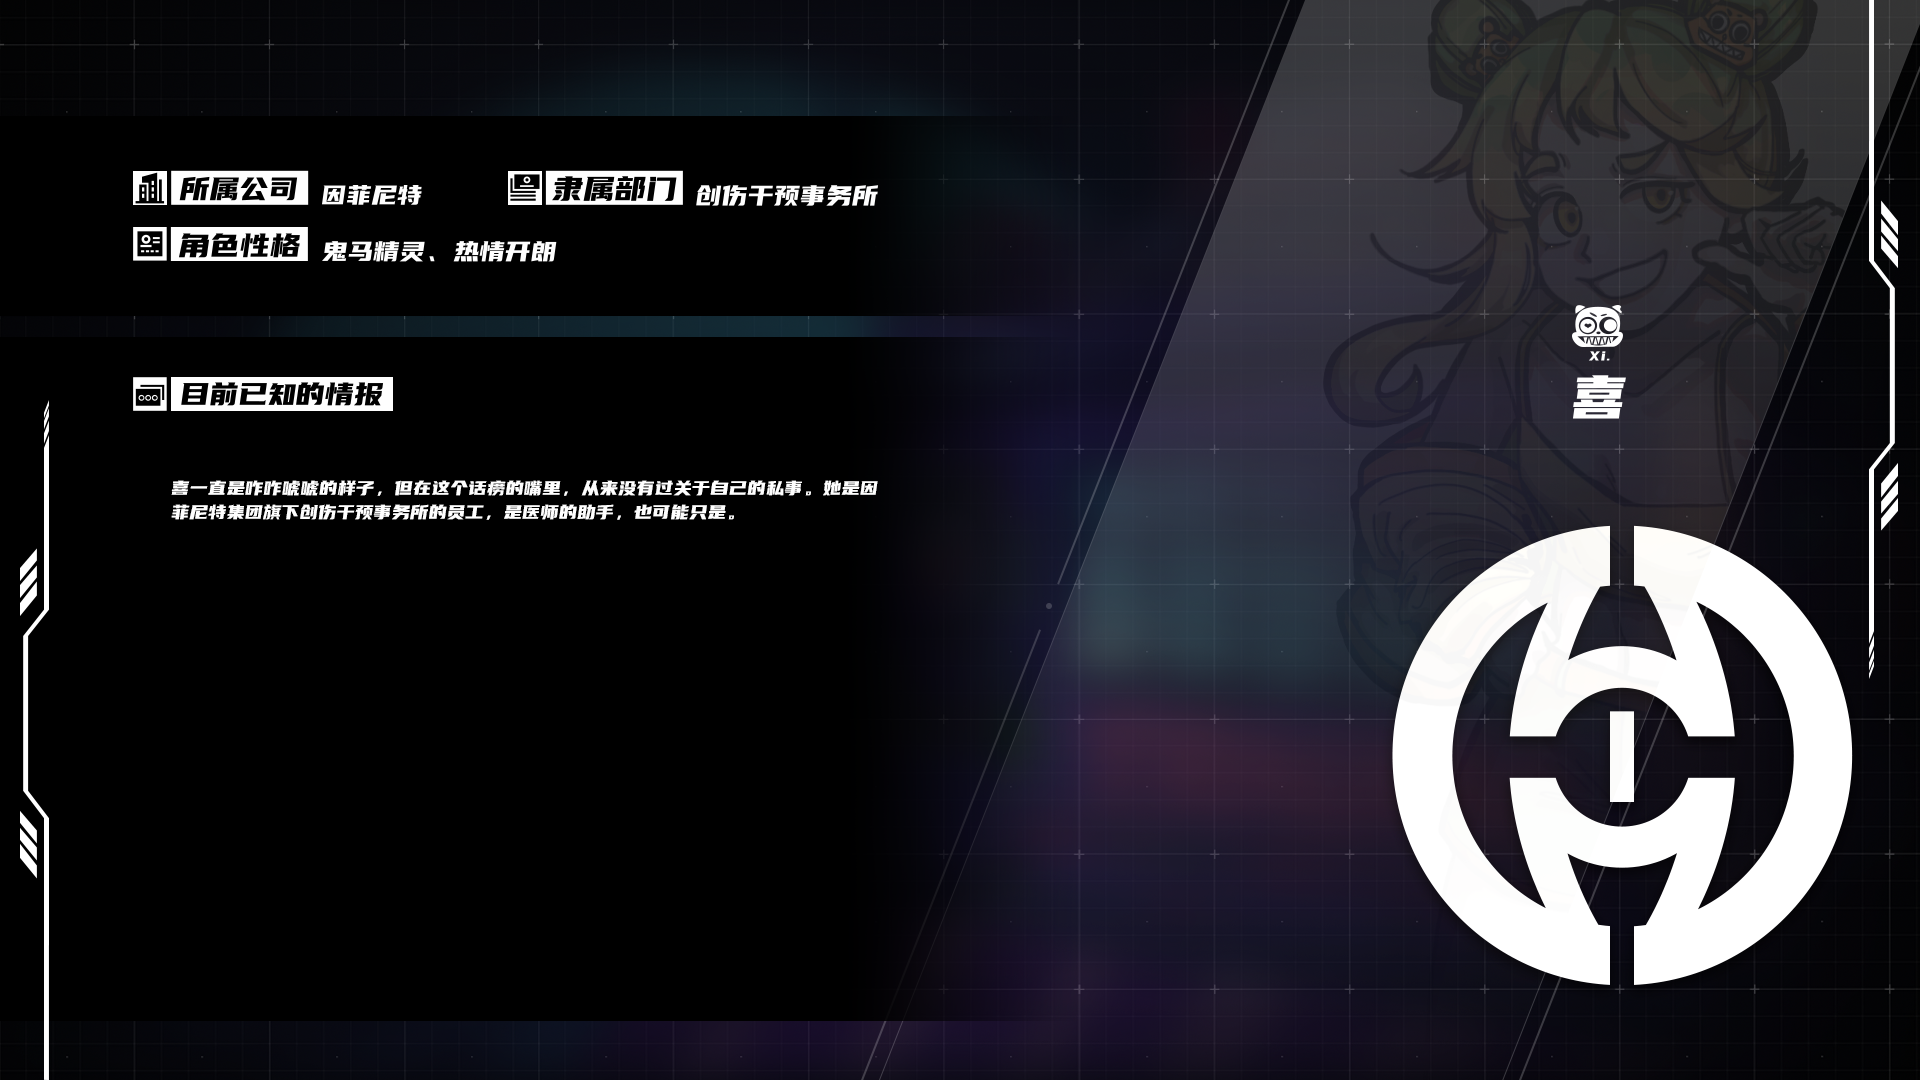 所属公司 因菲尼特 隶属部门 创伤干预事务所
角色性格 鬼马精灵、热情开朗
目前已知的情报
喜一直是咋咋唬唬的样子，但在这个话痨的嘴里，从来没有过关于自己的私事。她是因
菲尼特集团旗下创伤干预事务所的员工，是医师的助手，也可能只是。
Xi.
喜